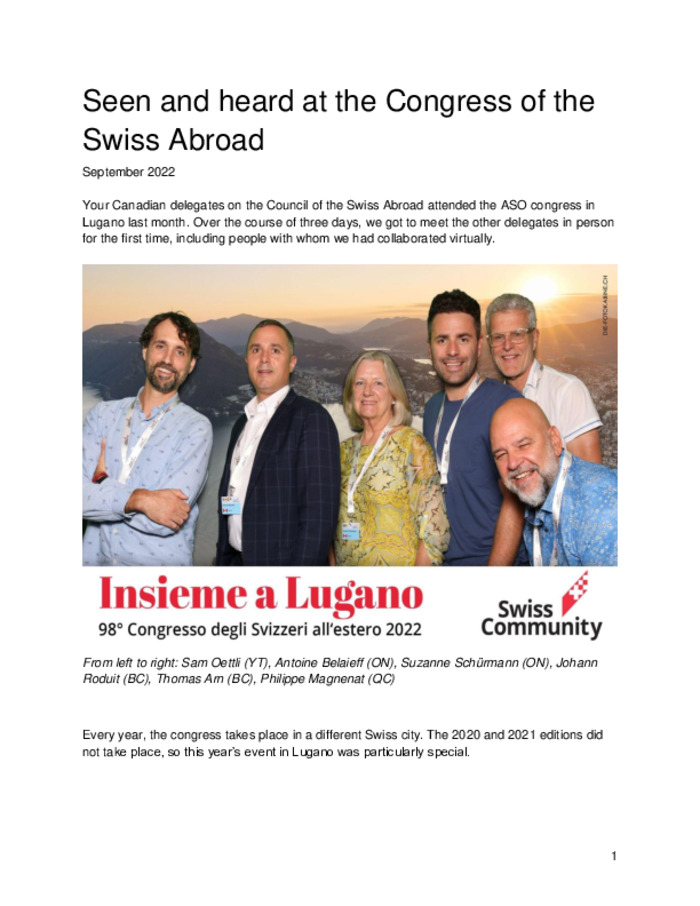 Seen and heard at the Congress of the
Swiss Abroad
September 2022
Your Canadian delegates on the Council of the Swiss Abroad attended the ASO congress in
Lugano last month. Over the course of three days, we got to meet the other delegates in person
for the first time, including people with whom we had collaborated virtually.
DIE-FOTOKABINE.CH
Insieme a Lugano
98° Congresso degli Svizzeri all'estero 2022
Swiss
Community
From left to right: Sam Oettli (YT), Antoine Belaieff (ON), Suzanne Schürmann (ON), Johann
Roduit (BC), Thomas Arn (BC), Philippe Magnenat (QC)
Every year, the congress takes place in a different Swiss city. The 2020 and 2021 editions did
not take place, so this year's event in Lugano was particularly special.
1